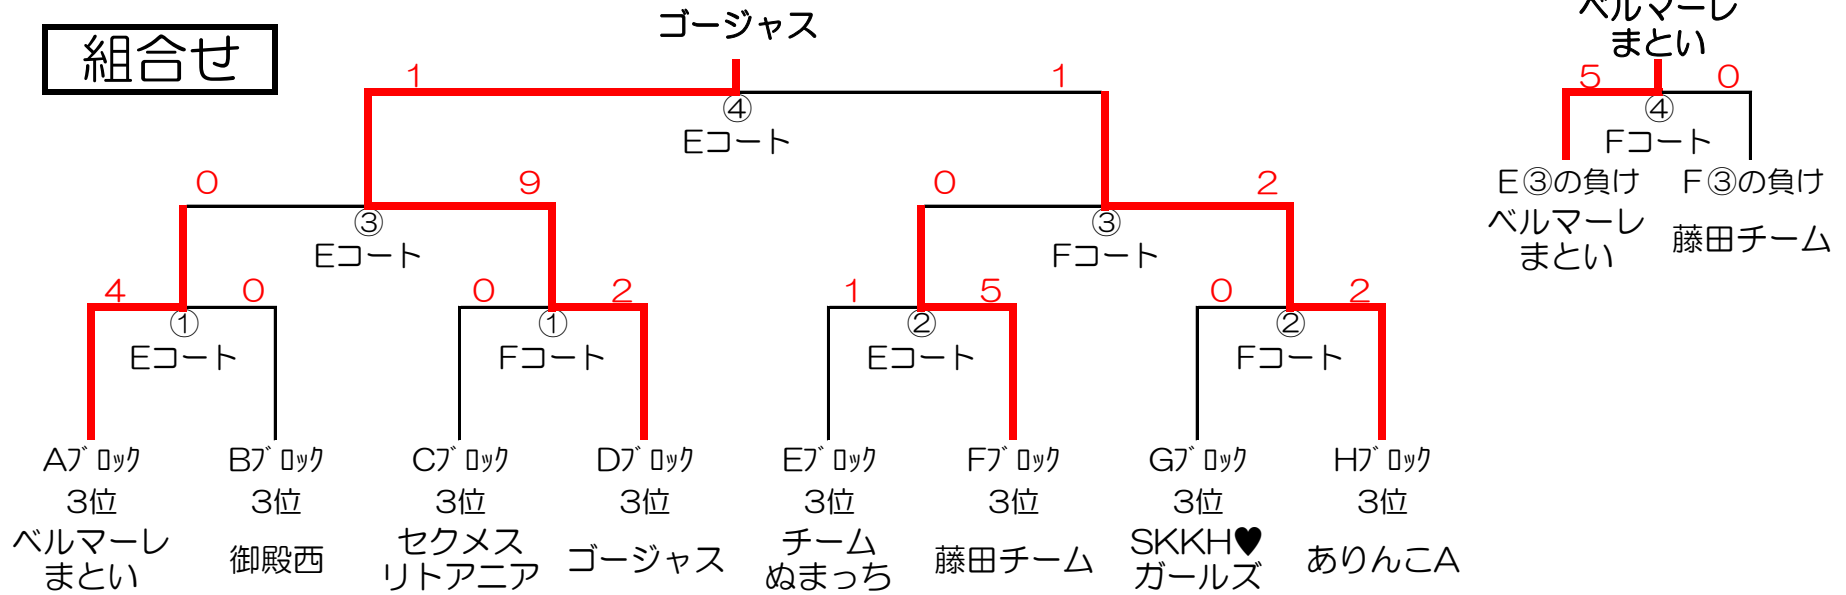 組合せ
ゴージャス
ベルマーレ
まとい
1 1
④
Eコート
5 0
④
Fコート
E③の負け F③の負け
ベルマーレ
まとい
藤田チーム
0 9 0 2
③ ③
Eコート Fコート
4 0 0 2 1 5 0 2
① ① ② ②
Eコート Fコート Eコート Fコート
Aブロック Bブロック Cブロック Dブロック Eブロック Fブロック Gブロック Hブロック
3位 3位 3位 3位 3位 3位 3位 3位
ベルマーレ
まとい
御殿西
セクメス
リトアニア
ゴージャス
チーム
ぬまっち
藤田チーム
SKKH♥
ガールズ
ありんこA